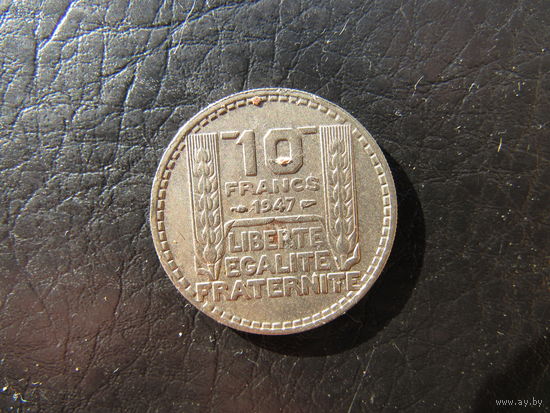 10
FRANCS
1947
LIBERTE
EGALITE
FRATERNITE
www.ay.by